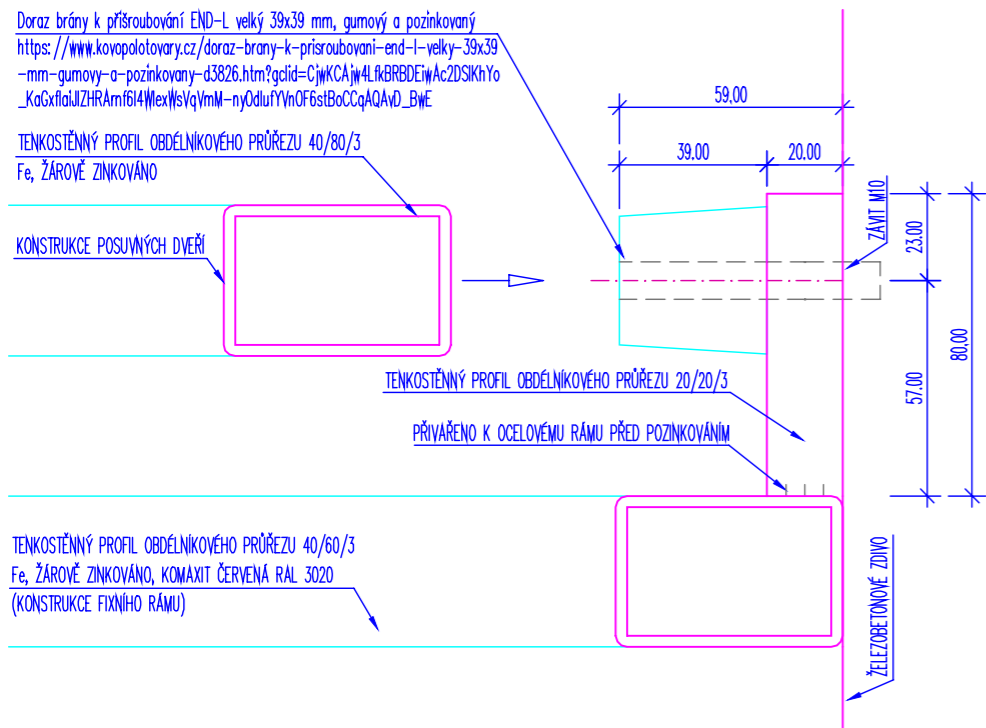 Doraz brány k přišroubování END-L velký 39x39 mm, gumový a pozinkovaný
https://www.kovopolotovary.cz/doraz-brany-k-prisroubovani-end-l-velky-39x39
-mm-gumovy-a-pozinkovany-d3826.htm?gclid=CjwKCAjw4LfkBRBDEiwAc2DSlKhYo
TENKOSTĚNNÝ PROFIL OBDÉLNÍKOVÉHO PRŮŘEZU 40/80/3
Fe, ŽÁROVĚ ZINKOVÁNO
KONSTRUKCE POSUVNÝCH DVEŘÍ
59,00
39.00
20.00
ZÁVIT M10
23.00
57.00
80,00
TENKOSTĚNNÝ PROFIL OBDÉLNÍKOVÉHO PRŮŘEZU 20/20/3
PŘIVAŘENO K OCELOVÉMU RÁMU PŘED POZINKOVÁNÍM
TENKOSTĚNNÝ PROFIL OBDÉLNÍKOVÉHO PRŮŘEZU 40/60/3
Fe, ŽÁROVĚ ZINKOVÁNO, KOMAXIT ČERVENÁ RAL 3020
(KONSTRUKCE FIXNÍHO RÁMU)
ŽELEZOBETONOVÉ ZDIVO